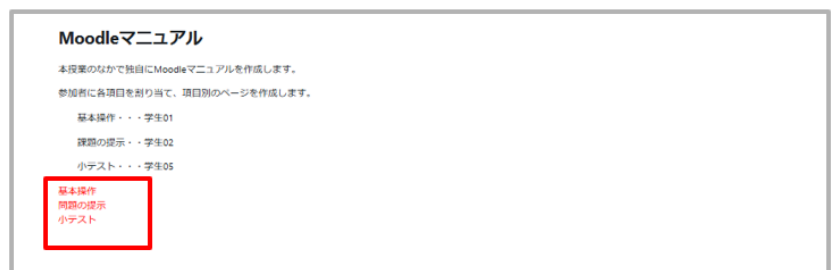 Moodleマニュアル
本授業のなかで独自にMoodleマニュアルを作成します。
参加者に各項目を割り当て、項目別のページを作成します。
基本操作・・・学生01
課題の提示・・学生02
小テスト・・・学生05
基本操作
問題の提示
小テスト